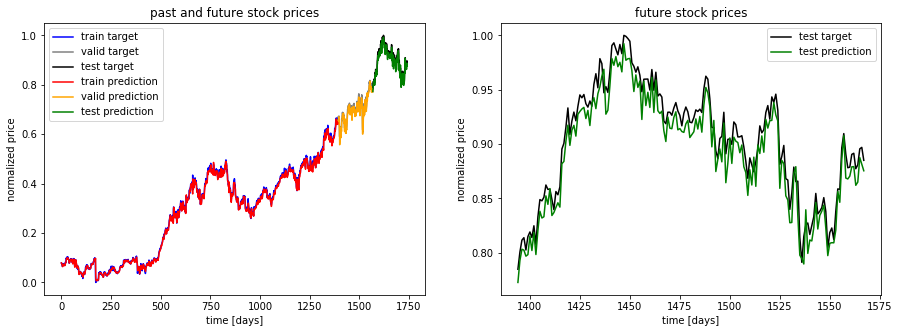 past and future stock prices
normalized price
1.0
0.8
0.6
0.4
0.2
0.0
train target
valid target
test target
train prediction
valid prediction
test prediction
0
250
500
750
1000
1250
1500
1750
time [days]
future stock prices
normalized price
1.00
0.95
0.90
0.85
0.80
test target
test prediction
1400
1425
1450
1475
1500
1525
1550
1575
time [days]